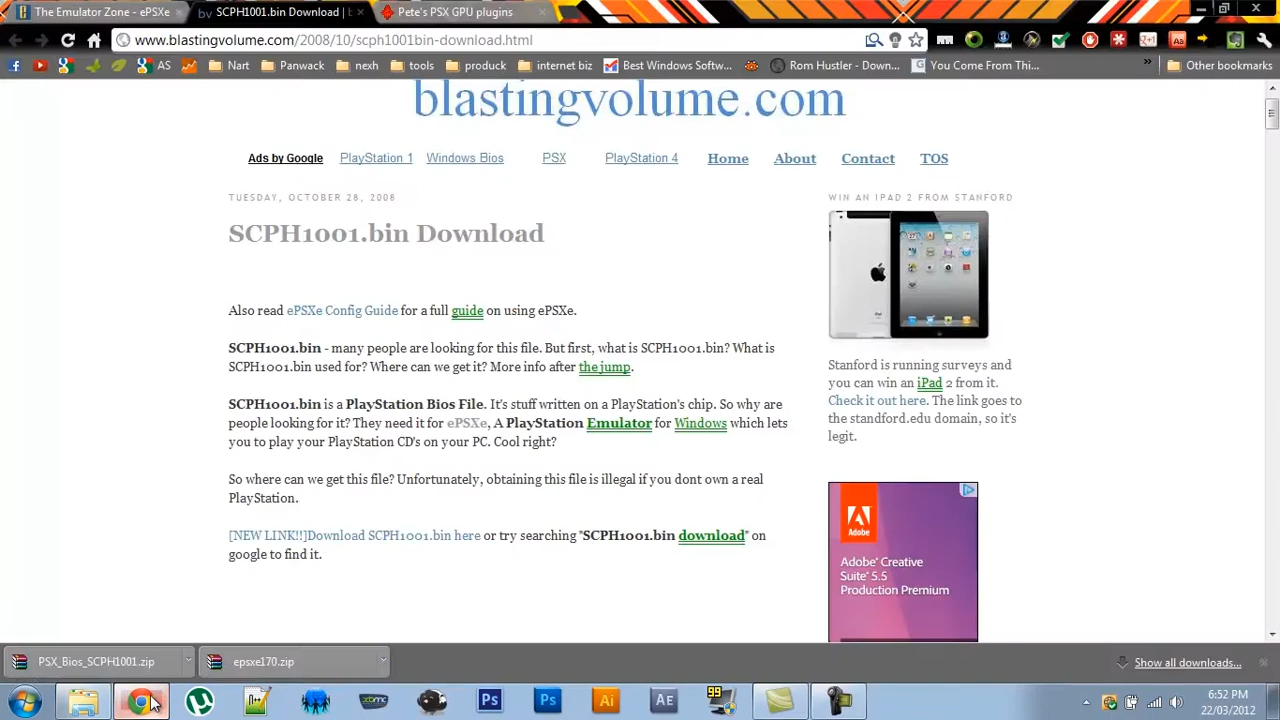 The Emulator Zone - ePSXe
SCPH1001.bin Download |
Pete's PSX GPU plugins
www.blastingvolume.com/2008/10/scph1001bin-download.html
AS
Nart
Panwack
nexh
tools
produck
internet biz
Best Windows Softwa...
Rom Hustler - Down...
You Come From Thi...
»
Other bookmarks
blastingvolume.com
Ads by Google
PlayStation 1
Windows Bios
PSX
PlayStation 4
Home
About
Contact
TOS
TUESDAY, OCTOBER 28, 2008
SCPH1001.bin Download
Also read ePSXe Config Guide for a full guide on using ePSXe.
SCPH1001.bin - many people are looking for this file. But first, what is SCPH1001.bin? What is
SCPH1001.bin used for? Where can we get it? More info after the jump.
SCPH1001.bin is a PlayStation Bios File. It's stuff written on a PlayStation's chip. So why are
people looking for it? They need it for ePSXe, A PlayStation Emulator for Windows which lets
you to play your PlayStation CD's on your PC. Cool right?
So where can we get this file? Unfortunately, obtaining this file is illegal if you dont own a real
PlayStation.
[NEW LINK!!]Download SCPH1001.bin here or try searching "SCPH1001.bin download" on
google to find it.
WIN AN IPAD 2 FROM STANFORD
Stanford is running surveys and
you can win an iPad 2 from it.
Check it out here. The link goes to
the standford.edu domain, so it's
legit.
Adobe® Creative
Suite® 5.5
Production Premium
PSX_Bios_SCPH1001.zip
epsxe170.zip
Show all downloads...
Ps
Ps
Ai
AE
99
6:52 PM
22/03/2012